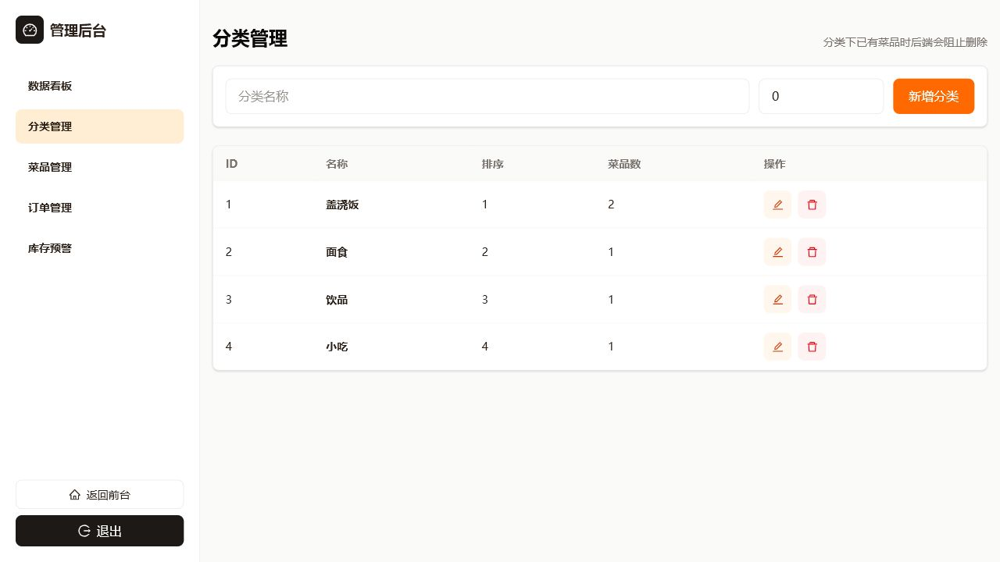 管理后台
数据看板
分类管理
菜品管理
订单管理
库存预警
返回前台
退出
分类管理
分类下已有菜品时后端会阻止删除
分类名称 0 新增分类
ID 名称 排序 菜品数 操作
1 盖浇饭 1 2
2 面食 2 1
3 饮品 3 1
4 小吃 4 1